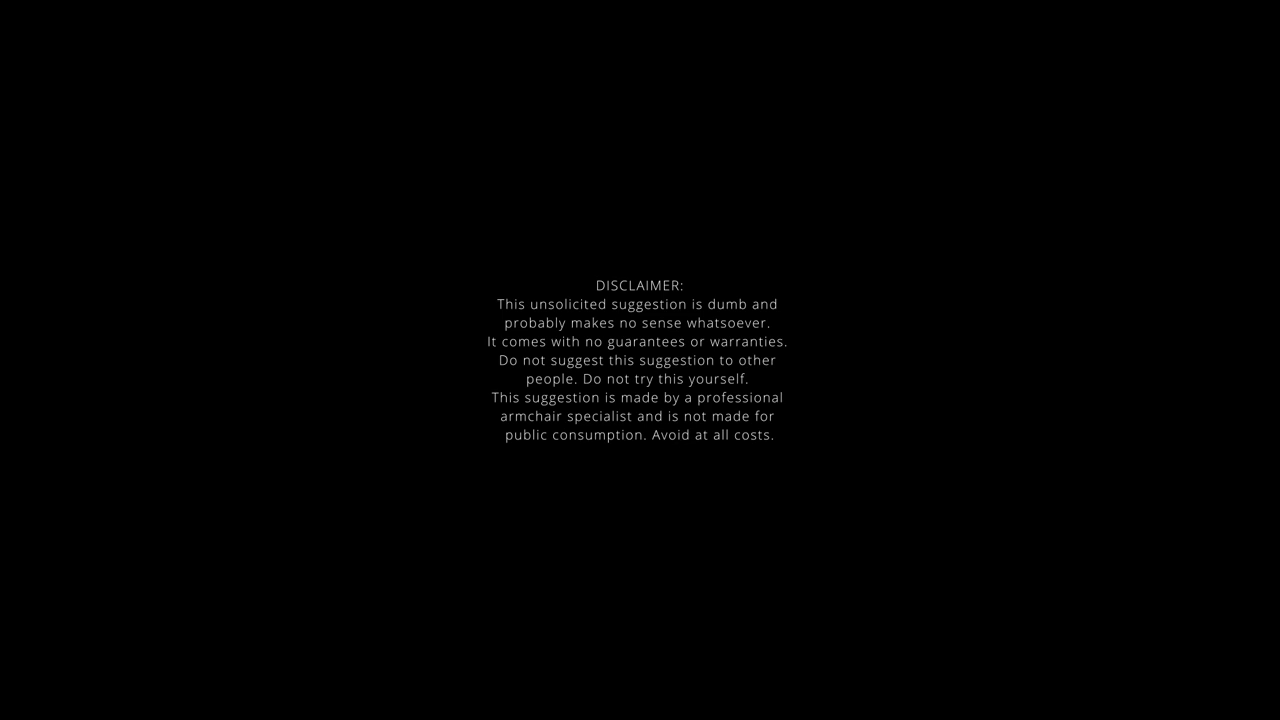 DISCLAIMER:
This unsolicited suggestion is dumb and
probably makes no sense whatsoever.
It comes with no guarantees or warranties.
Do not suggest this suggestion to other
people. Do not try this yourself.
This suggestion is made by a professional
armchair specialist and is not made for
public consumption. Avoid at all costs.